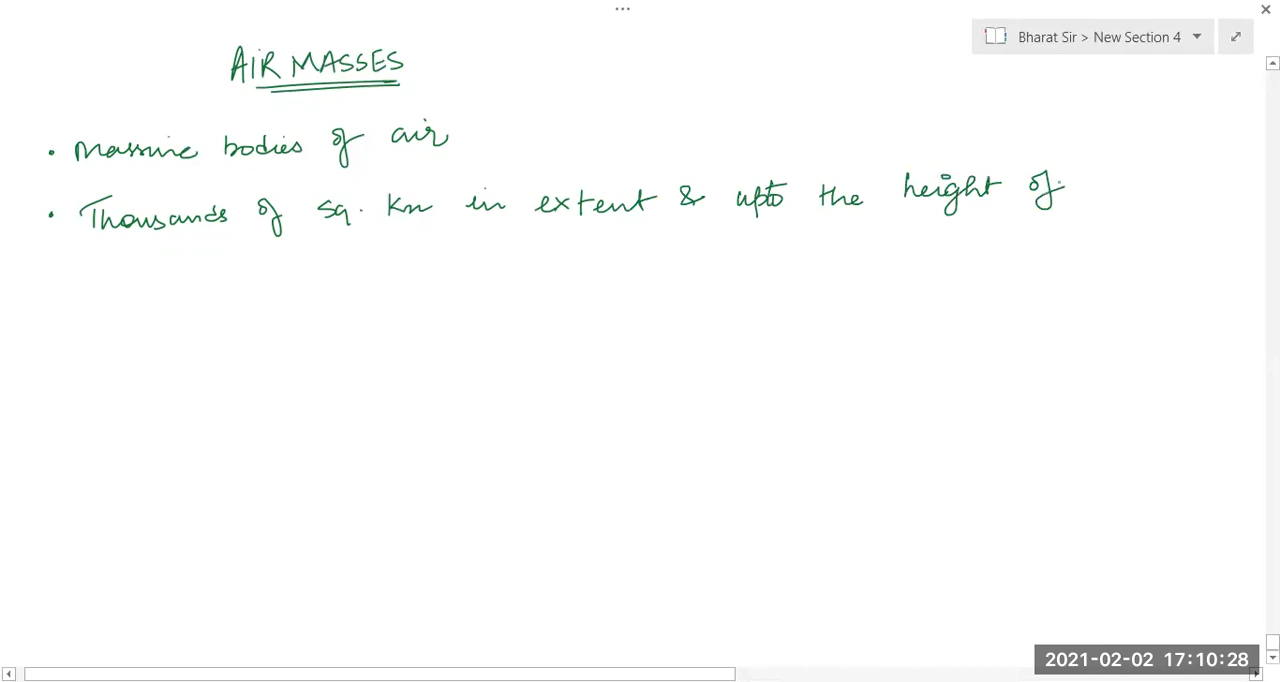 ...
Bharat Sir > New Section 4
AIR MASSES
• Massive bodies of air
• Thousands of sq. km in extent & upto the height of
2021-02-02 17:10:28